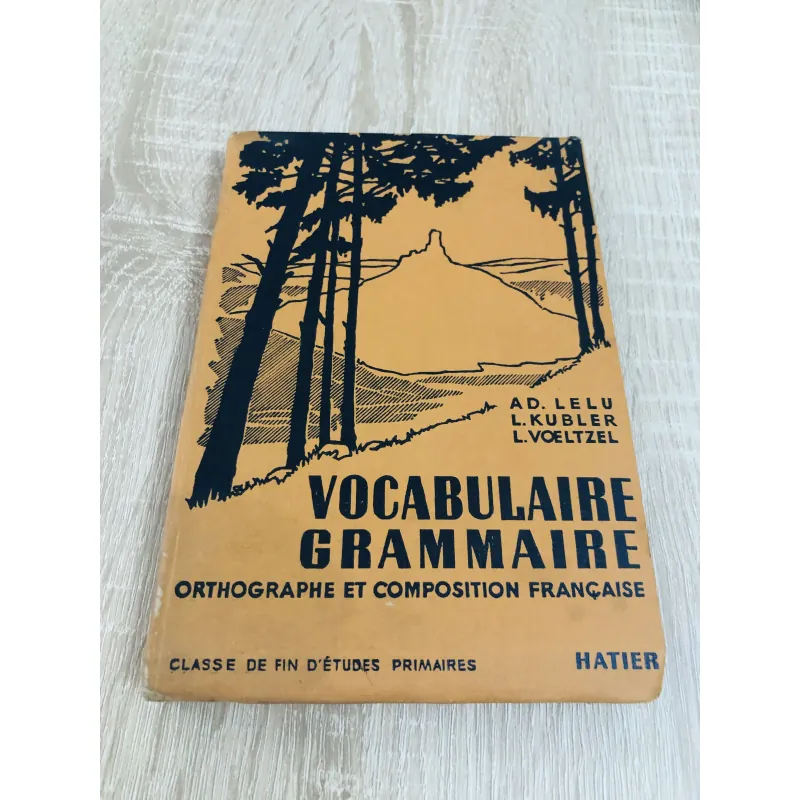 AD. LELU
L. KUBLER
L. VOELTZEL
VOCABULAIRE
GRAMMAIRE
ORTHOGRAPHE ET COMPOSITION FRANÇAISE
CLASSE DE FIN D'ÉTUDES PRIMAIRES
HATIER